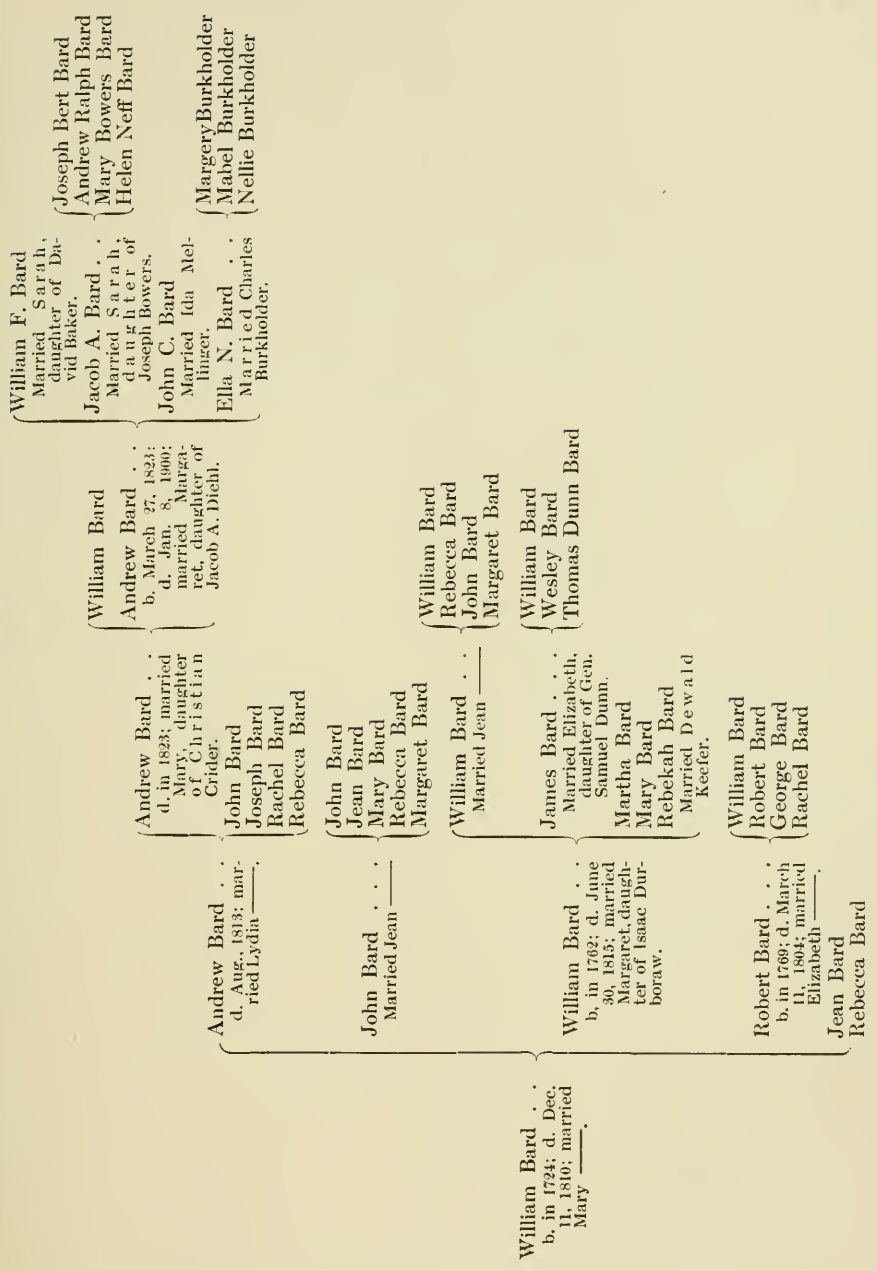 William Bard . .
b. in 1724; d. Dec.
11, 1810; married
Mary ——.
Andrew Bard . .
d. Aug., 1813; mar-
ried Lydia ——.
John Bard . . .
Married Jean ——
William Bard . .
b, in 1762; d. June
30, 1815; married
Margaret, daugh-
ter of Isaac Dur-
boraw.
Robert Bard . . .
b. in 1769; d. March
11, 1804; married
Elizabeth ——.
Jean Bard
Rebecca Bard
Andrew Bard . .
d. in 1823; married
Mary, daughter
of Christian
Crider.
John Bard
Joseph Bard
Rachel Bard
Rebecca Bard
John Bard
Jean Bard
Mary Bard
Rebecca Bard
Margaret Bard
William Bard . .
Married Jean ——
James Bard . . .
Married Elizabeth,
daughter of Gen.
Samuel Dunn.
Martha Bard
Mary Bard
Rebekah Bard
Married Dewald
Keefer.
William Bard
Robert Bard
George Bard
Rachel Bard
William Bard
Andrew Bard . .
b. March 27, 1823;
d. Jan. 8, 1900;
married Marga-
ret, daughter of
Jacob A. Diehl.
William Bard
Rebecca Bard
John Bard
Margaret Bard
William Bard
Wesley Bard
Thomas Dunn Bard
William F. Bard
Married Sarah,
daughter of Da-
vid Baker.
Jacob A. Bard . .
Married Sarah,
daughter of
Joseph Bowers.
John C. Bard
Married Ida Mel-
linger.
Ella N. Bard . .
Married Charles
Burkholder.
Joseph Bert Bard
Andrew Ralph Bard
Mary Bowers Bard
Helen Neff Bard
Margery Burkholder
Mabel Burkholder
Nellie Burkholder